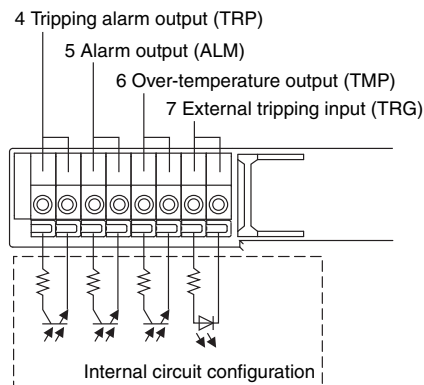 4 Tripping alarm output (TRP)
5 Alarm output (ALM)
6 Over-temperature output (TMP)
7 External tripping input (TRG)
Internal circuit configuration